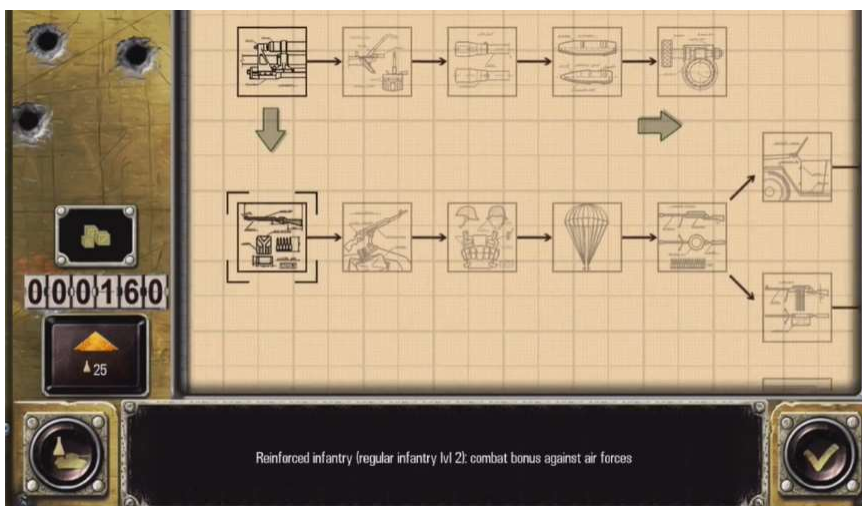 000160
25
Reinforced infantry (regular infantry lvl 2): combat bonus against air forces